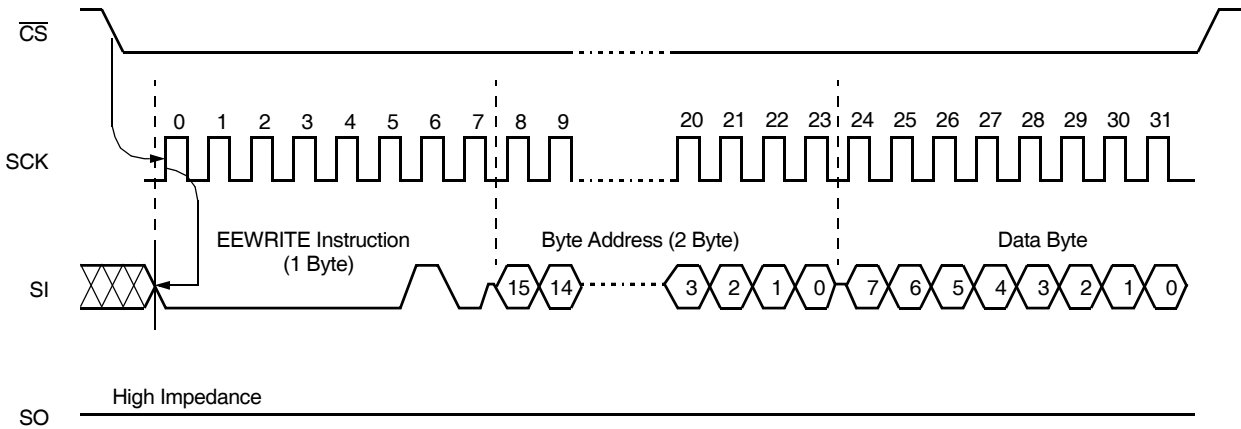 CS
0 1 2 3 4 5 6 7 8 9 20 21 22 23 24 25 26 27 28 29 30 31
SCK
EEWRITE Instruction
(1 Byte)
Byte Address (2 Byte)
Data Byte
SI
15 14 3 2 1 0 7 6 5 4 3 2 1 0
High Impedance
SO